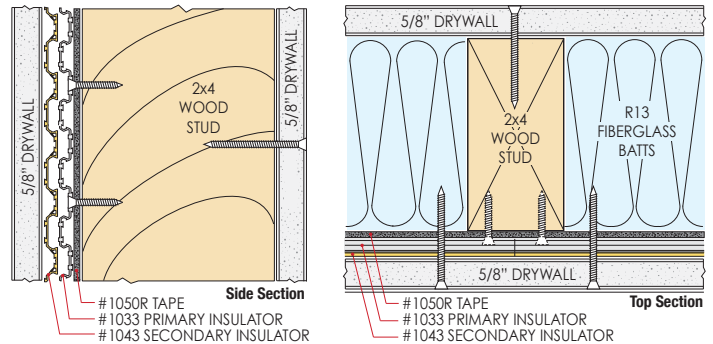 5/8" DRYWALL
2x4
WOOD
STUD
5/8" DRYWALL
Side Section
#1050R TAPE
#1033 PRIMARY INSULATOR
#1043 SECONDARY INSULATOR
5/8" DRYWALL
2x4
WOOD
STUD
R13
FIBERGLASS
BATTS
5/8" DRYWALL
Top Section
#1050R TAPE
#1033 PRIMARY INSULATOR
#1043 SECONDARY INSULATOR